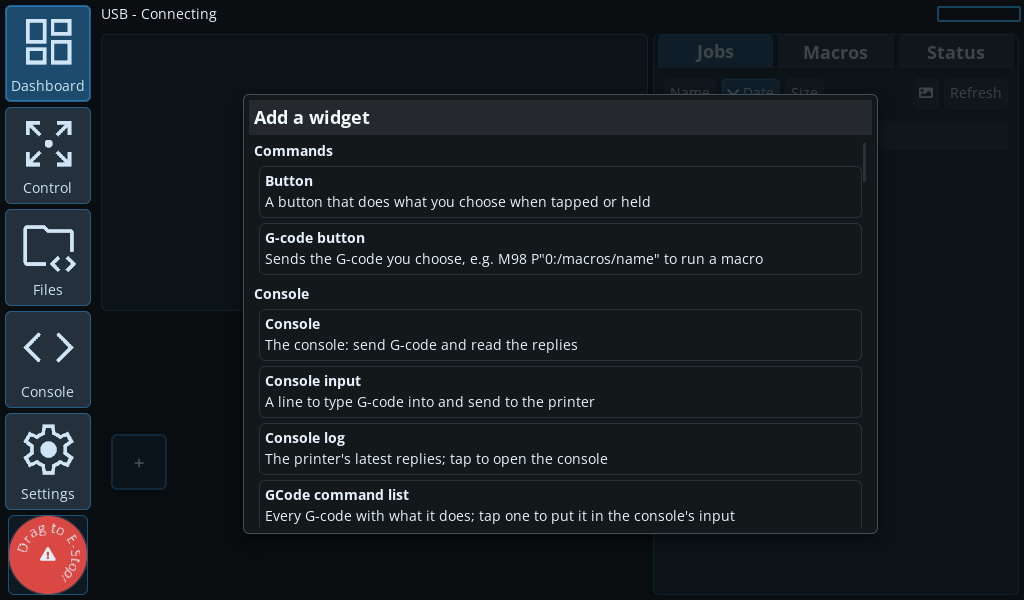 USB - Connecting
Dashboard
Control
Files
Console
Settings
Drag to E-Stop!
Jobs
Macros
Status
Name
Date
Size
Refresh
Add a widget
Commands
Button
A button that does what you choose when tapped or held
G-code button
Sends the G-code you choose, e.g. M98 P"0:/macros/name" to run a macro
Console
Console
The console: send G-code and read the replies
Console input
A line to type G-code into and send to the printer
Console log
The printer's latest replies; tap to open the console
GCode command list
Every G-code with what it does; tap one to put it in the console's input
+